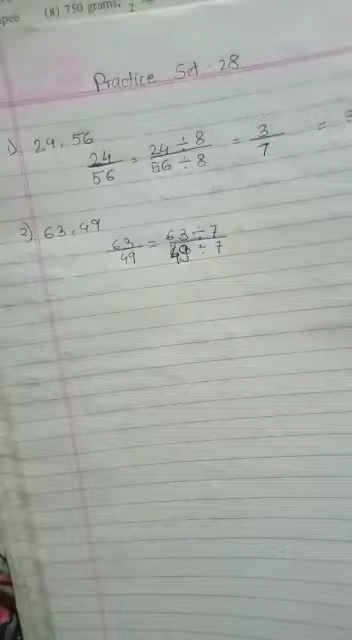 (8) 750 grams,
Practice Set - 28
1) 24, 56
24/56 = 24 ÷ 8/56 ÷ 8 = 3/7 =
2) 63, 49
63/49 = 63 ÷ 7/49 ÷ 7